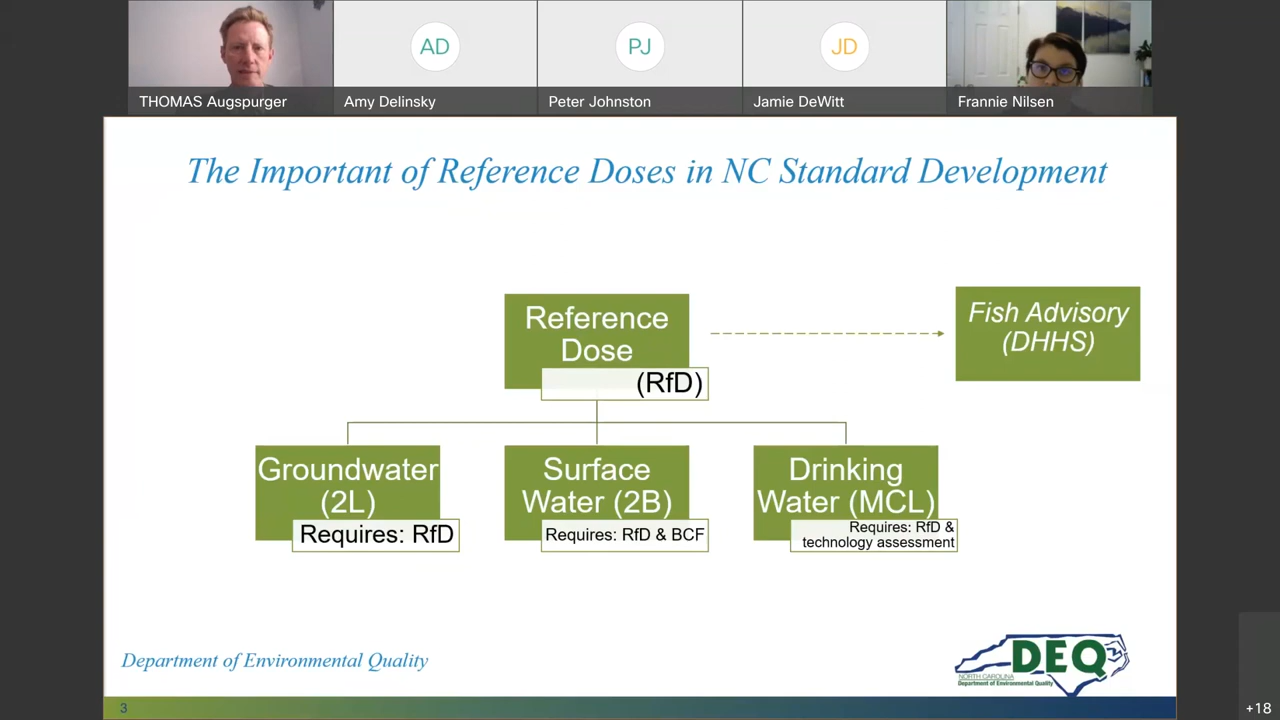 AD
PJ
JD
THOMAS Augspurger
Amy Delinsky
Peter Johnston
Jamie DeWitt
Frannie Nilsen
The Important of Reference Doses in NC Standard Development
Reference
Dose
(RfD)
Fish Advisory
(DHHS)
Groundwater
(2L)
Requires: RfD
Surface
Water (2B)
Requires: RfD & BCF
Drinking
Water (MCL)
Requires: RfD &
technology assessment
Department of Environmental Quality
DEQ
NORTH CAROLINA
Department of Environmental Quality
3
+18